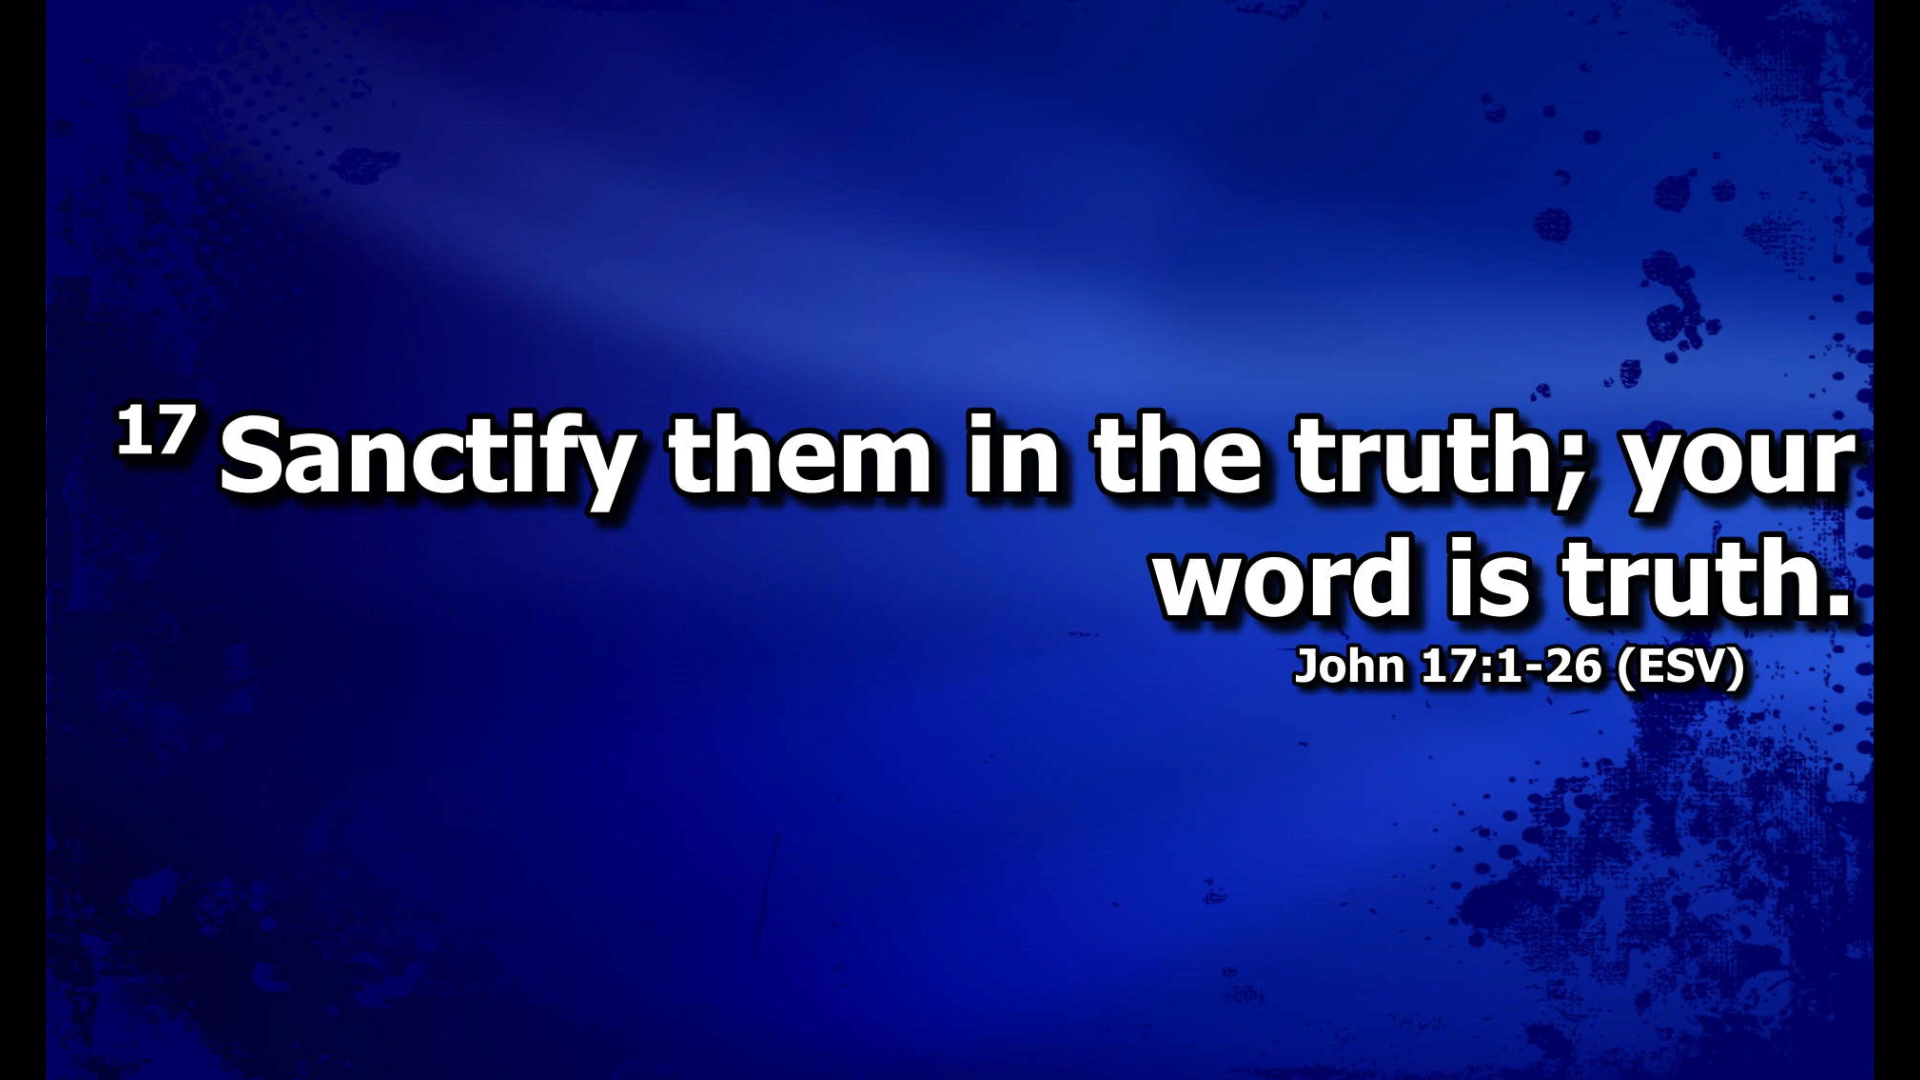 17 Sanctify them in the truth; your
word is truth.
John 17:1-26 (ESV)